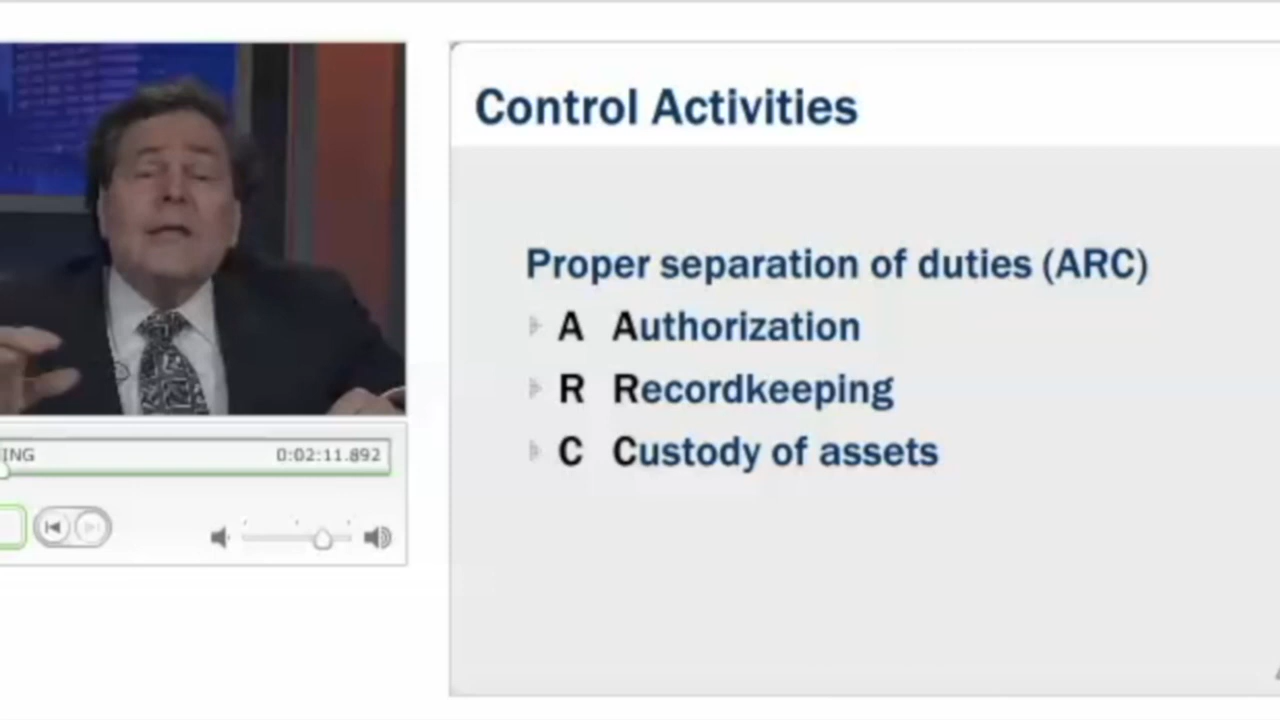 Control Activities
Proper separation of duties (ARC)
A Authorization
R Recordkeeping
C Custody of assets
ING 0:02:11.892